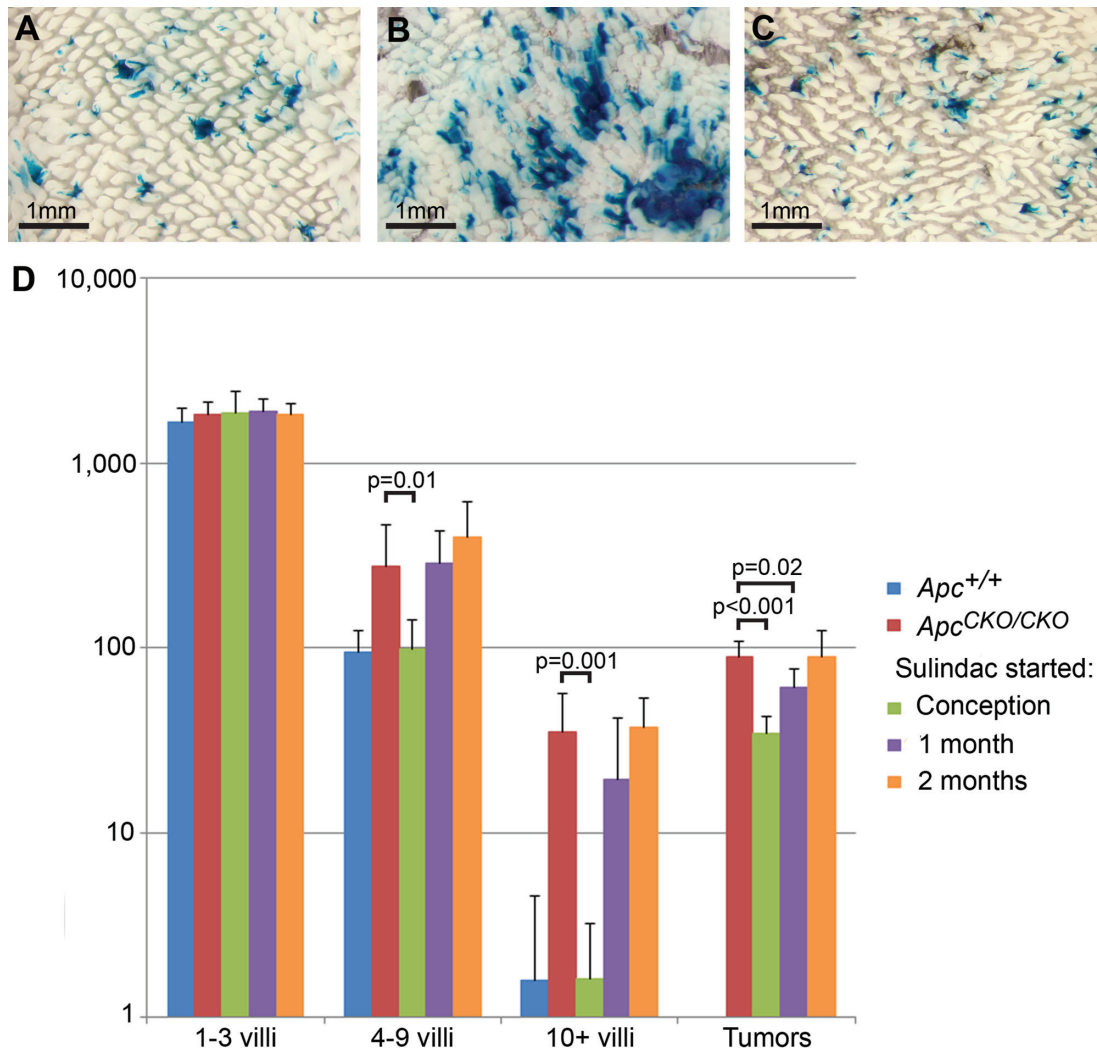 A
B
C
1mm
1mm
1mm
D
10,000
1,000
100
10
1
p=0.01
p=0.001
p=0.02
p<0.001
1-3 villi
4-9 villi
10+ villi
Tumors
Apc+/+
ApcCKO/CKO
Sulindac started:
Conception
1 month
2 months